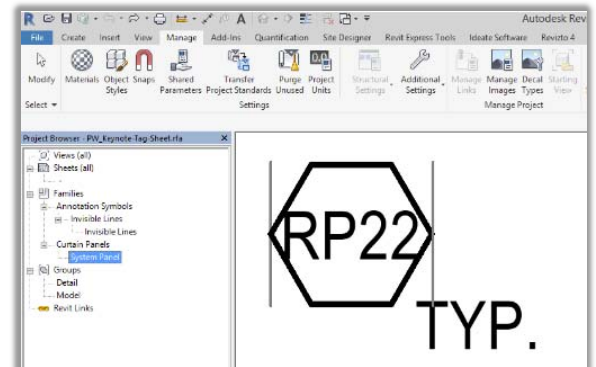 R A Autodesk Rev
File Create Insert View Manage Add-Ins Quantification Site Designer Revit Express Tools Ideate Software Revizto 4
Modify Materials Object Styles Snaps Shared Parameters Transfer Project Standards Purge Unused Project Units Structural Settings Additional Settings Manage Links Manage Images Decal Types Starting View
Select Settings Manage Project
Project Browser - PW_Keynote-Tag-Sheet.rfa X
Views (all)
Sheets (all)
Families
Annotation Symbols
Invisible Lines
Invisible Lines
Curtain Panels
System Panel
Groups
Detail
Model
Revit Links
RP22
TYP.